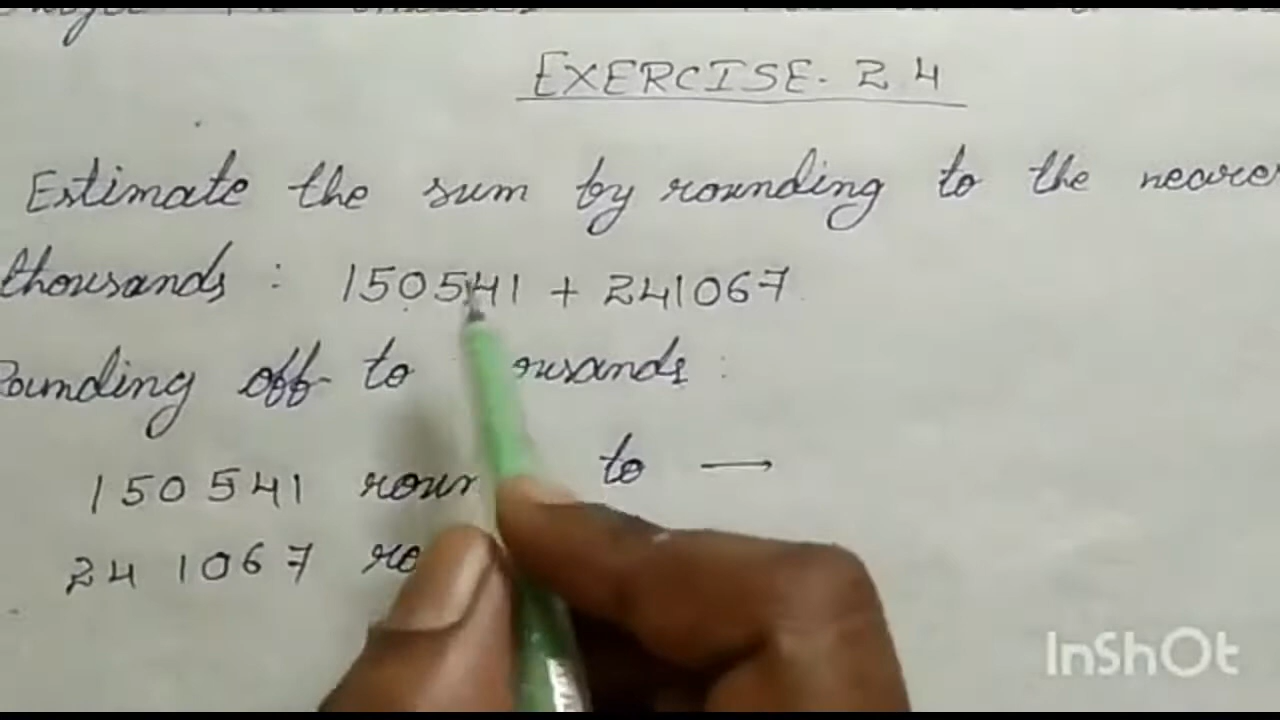 EXERCISE-2.4
Estimate the sum by rounding to the
thousands : 150541 + 241067
Rounding off to
150541 to →
241067
InShOt